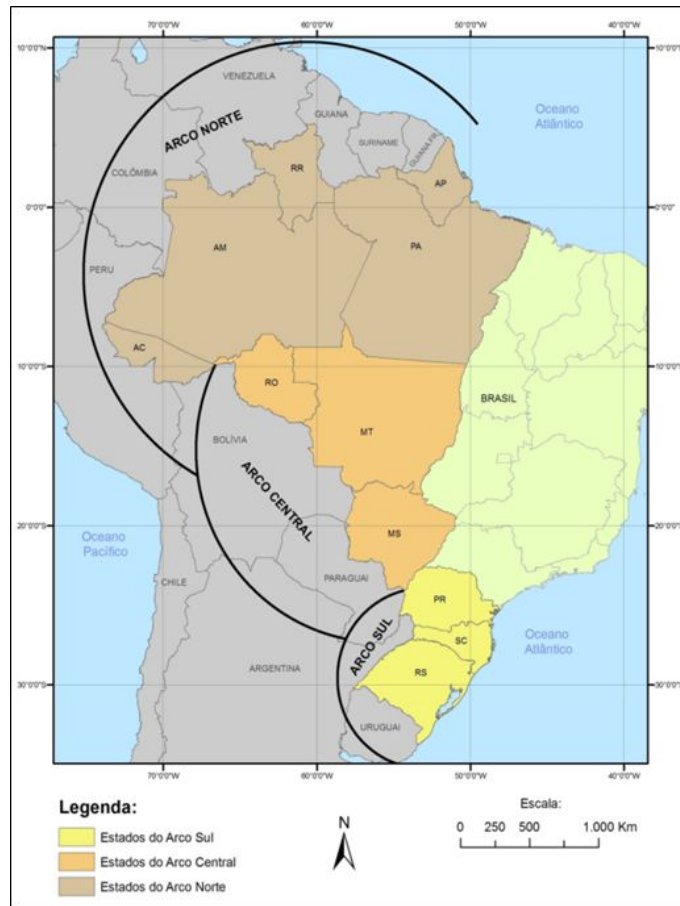 70°0'0"W
60°0'0"W
50°0'0"W
40°0'0"W
10°0'0"N
10°0'0"N
VENEZUELA
Oceano
Atlântico
ARCO NORTE
GUIANA
SURINAME
GUIANA FR.
COLÔMBIA
RR
AP
0°0'0"
0°0'0"
AM
PA
PERU
AC
10°0'0"S
10°0'0"S
RO
BRASIL
MT
BOLÍVIA
ARCO CENTRAL
20°0'0"S
20°0'0"S
Oceano
Pacífico
MS
CHILE
PARAGUAI
PR
ARCO SUL
SC
Oceano
Atlântico
ARGENTINA
RS
30°0'0"S
30°0'0"S
URUGUAI
70°0'0"W
60°0'0"W
50°0'0"W
40°0'0"W
Legenda:
Estados do Arco Sul
Estados do Arco Central
Estados do Arco Norte
N
Escala:
0 250 500 1.000 Km